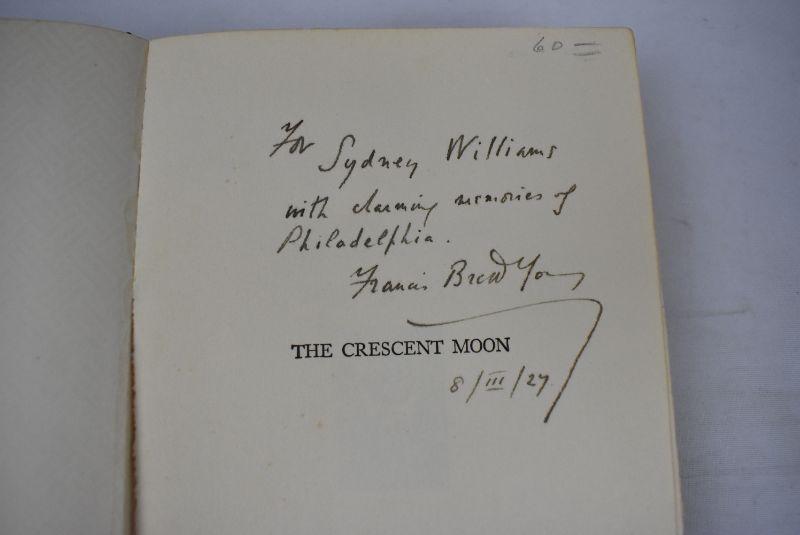 60 =
For
Sydney Williams
with charming memories of
Philadelphia.
Francis Brett Young
THE CRESCENT MOON
8/III/27